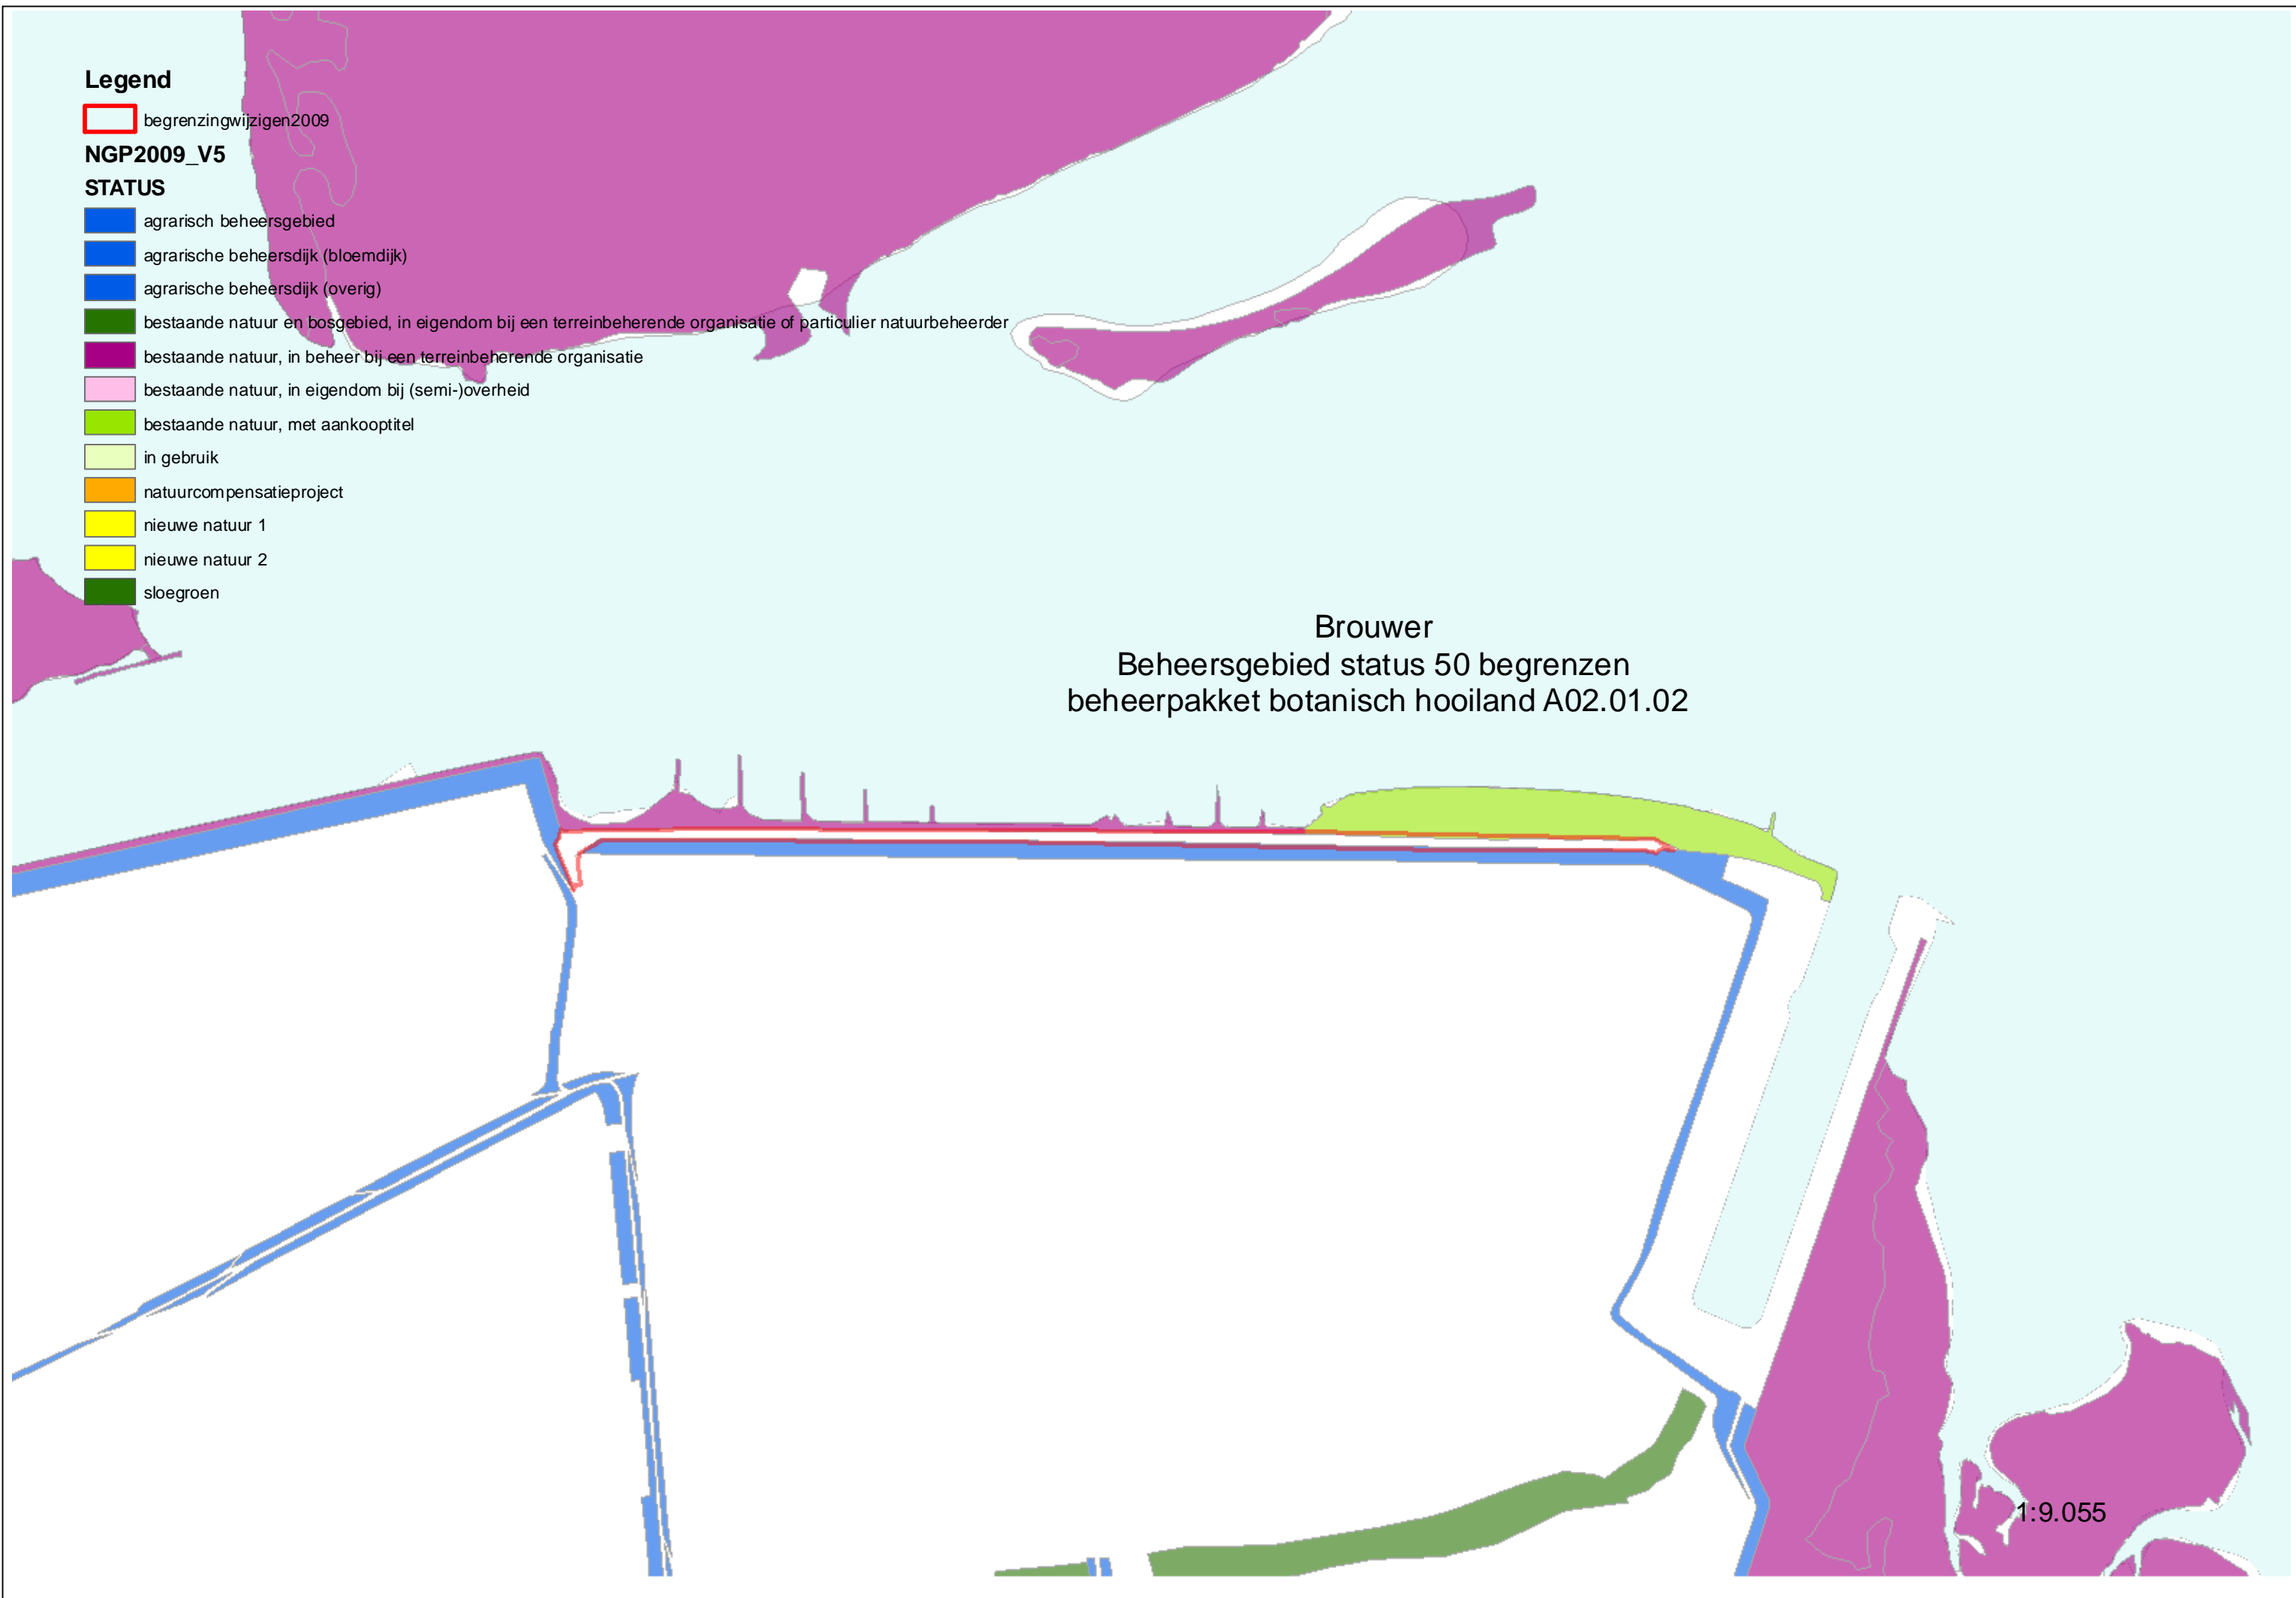 Legend
begrenzingwijzigen2009
NGP2009_V5
STATUS
agrarisch beheersgebied
agrarische beheersdijk (bloemdijk)
agrarische beheersdijk (overig)
bestaande natuur en bosgebied, in eigendom bij een terreinbeherende organisatie of particulier natuurbeheerder
bestaande natuur, in beheer bij een terreinbeherende organisatie
bestaande natuur, in eigendom bij (semi-)overheid
bestaande natuur, met aankooptitel
in gebruik
natuurcompensatieproject
nieuwe natuur 1
nieuwe natuur 2
sloegroen
Brouwer
Beheersgebied status 50 begrenzen
beheerpakket botanisch hooiland A02.01.02
1:9.055